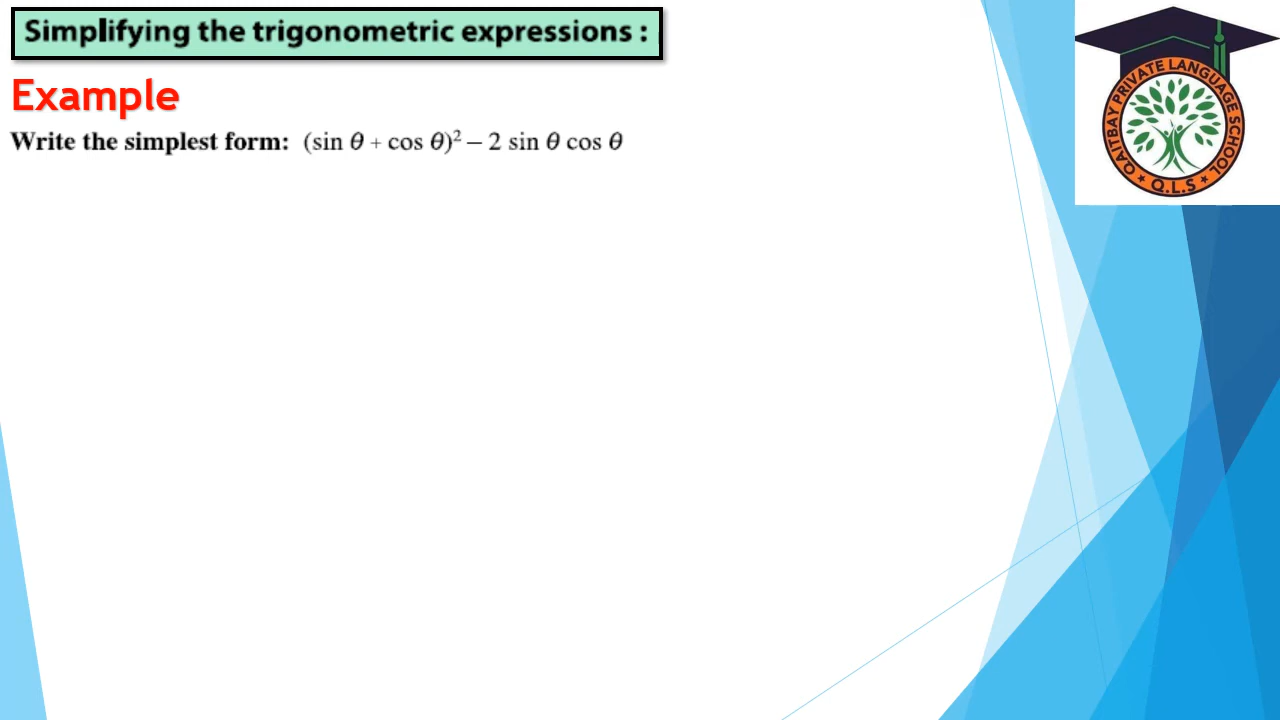 Simplifying the trigonometric expressions :
Example
Write the simplest form: (sin θ + cos θ)² – 2 sin θ cos θ
QAITBAY PRIVATE LANGUAGE SCHOOL
★ Q.L.S ★